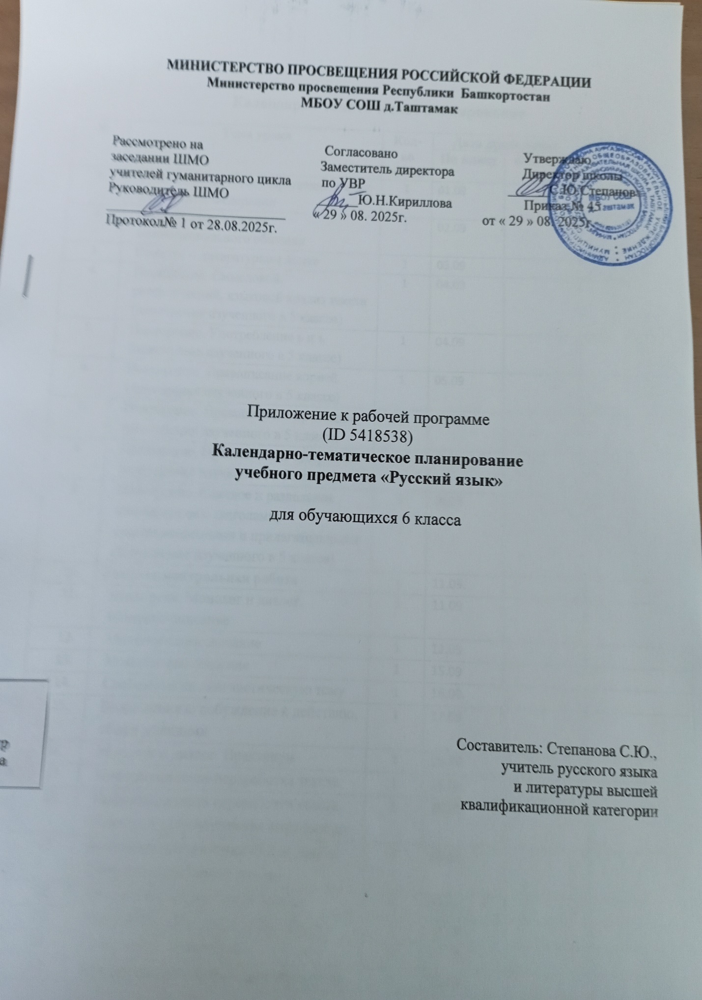 МИНИСТЕРСТВО ПРОСВЕЩЕНИЯ РОССИЙСКОЙ ФЕДЕРАЦИИ
Министерство просвещения Республики Башкортостан
МБОУ СОШ д.Таштамак
Рассмотрено на
заседании ШМО
учителей гуманитарного цикла
Руководитель ШМО
Протокол№ 1 от 28.08.2025г.
Согласовано
Заместитель директора
по УВР
Ю.Н.Кириллова
« 29 » 08. 2025г.
Утверждаю
Директор школы
С.Ю.Степанова
Приказ № 45
от « 29 » 08. 2025г.
МБОУ СОШ
Приложение к рабочей программе
(ID 5418538)
Календарно-тематическое планирование
учебного предмета «Русский язык»
для обучающихся 6 класса
Составитель: Степанова С.Ю.,
учитель русского языка
и литературы высшей
квалификационной категории